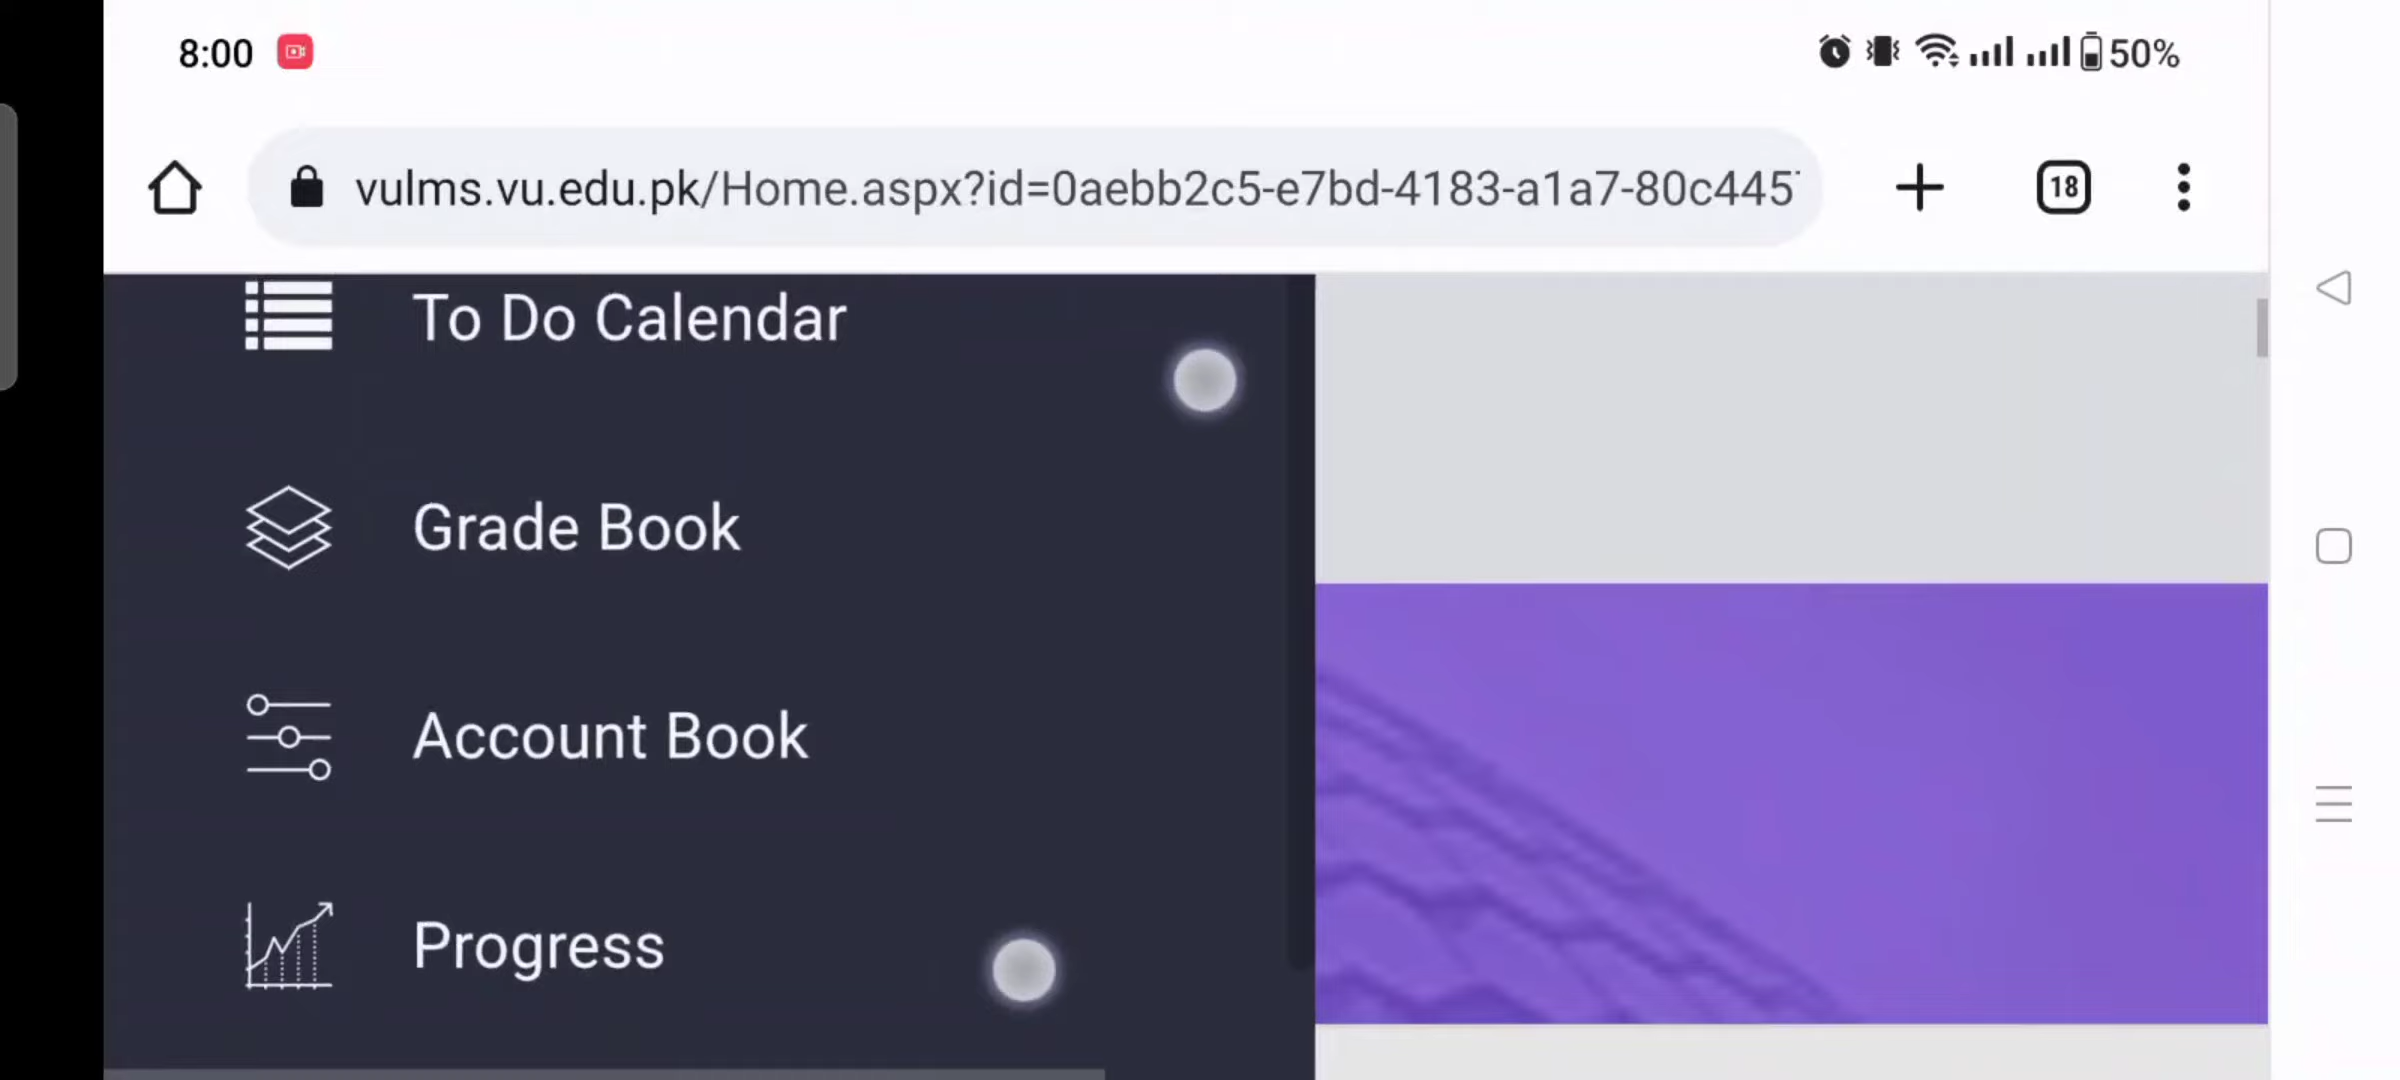 8:00
50%
vulms.vu.edu.pk/Home.aspx?id=0aebb2c5-e7bd-4183-a1a7-80c445
18
To Do Calendar
Grade Book
Account Book
Progress